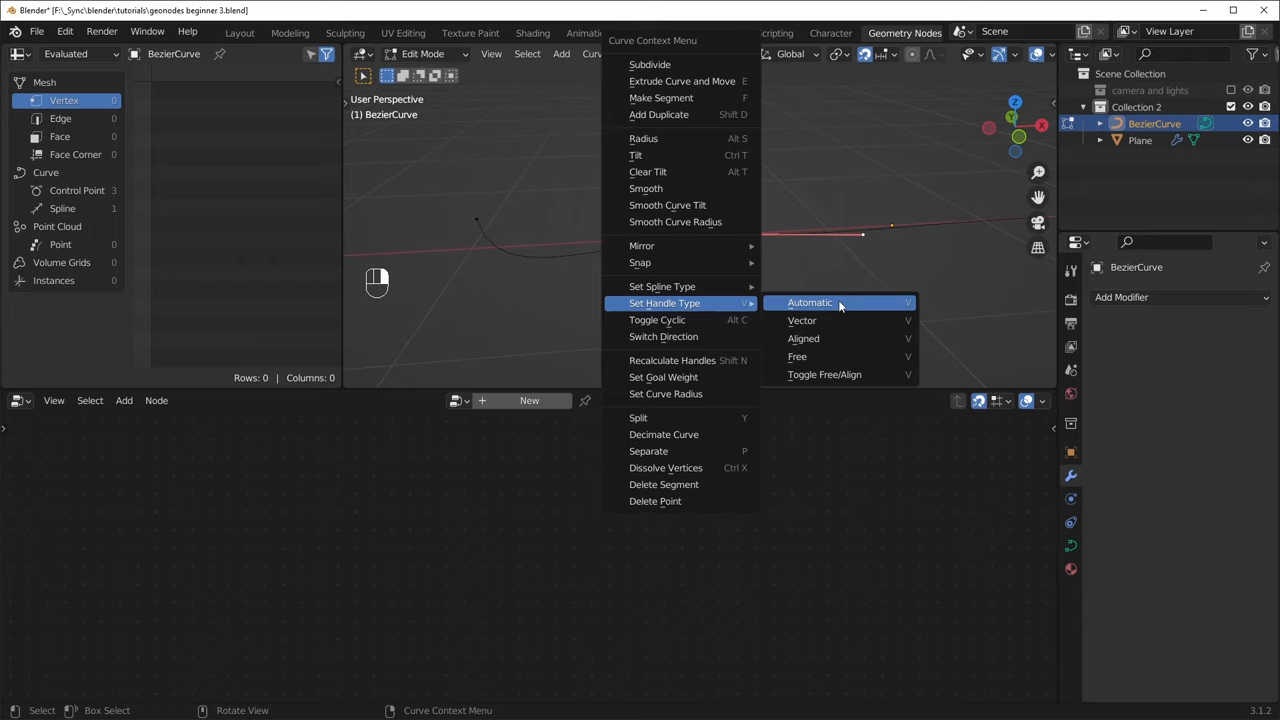 Blender* [F:\_Sync\blender\tutorials\geonodes beginner 3.blend]
File Edit Render Window Help Layout Modeling Sculpting UV Editing Texture Paint Shading Animat Scripting Character Geometry Nodes Scene View Layer
Evaluated BezierCurve
Mesh
Vertex 0
Edge 0
Face 0
Face Corner 0
Curve
Control Point 3
Spline 1
Point Cloud
Point 0
Volume Grids 0
Instances 0
Rows: 0 | Columns: 0
Edit Mode View Select Add Curv Global
User Perspective
(1) BezierCurve
X
Y
Z
Curve Context Menu
Subdivide
Extrude Curve and Move E
Make Segment F
Add Duplicate Shift D
Radius Alt S
Tilt Ctrl T
Clear Tilt Alt T
Smooth
Smooth Curve Tilt
Smooth Curve Radius
Mirror
Snap
Set Spline Type
Set Handle Type V
Toggle Cyclic Alt C
Switch Direction
Recalculate Handles Shift N
Set Goal Weight
Set Curve Radius
Split Y
Decimate Curve
Separate P
Dissolve Vertices Ctrl X
Delete Segment
Delete Point
Automatic V
Vector V
Aligned V
Free V
Toggle Free/Align V
Scene Collection
camera and lights
Collection 2
BezierCurve
Plane
BezierCurve
Add Modifier
View Select Add Node New
Select Box Select Rotate View Curve Context Menu 3.1.2